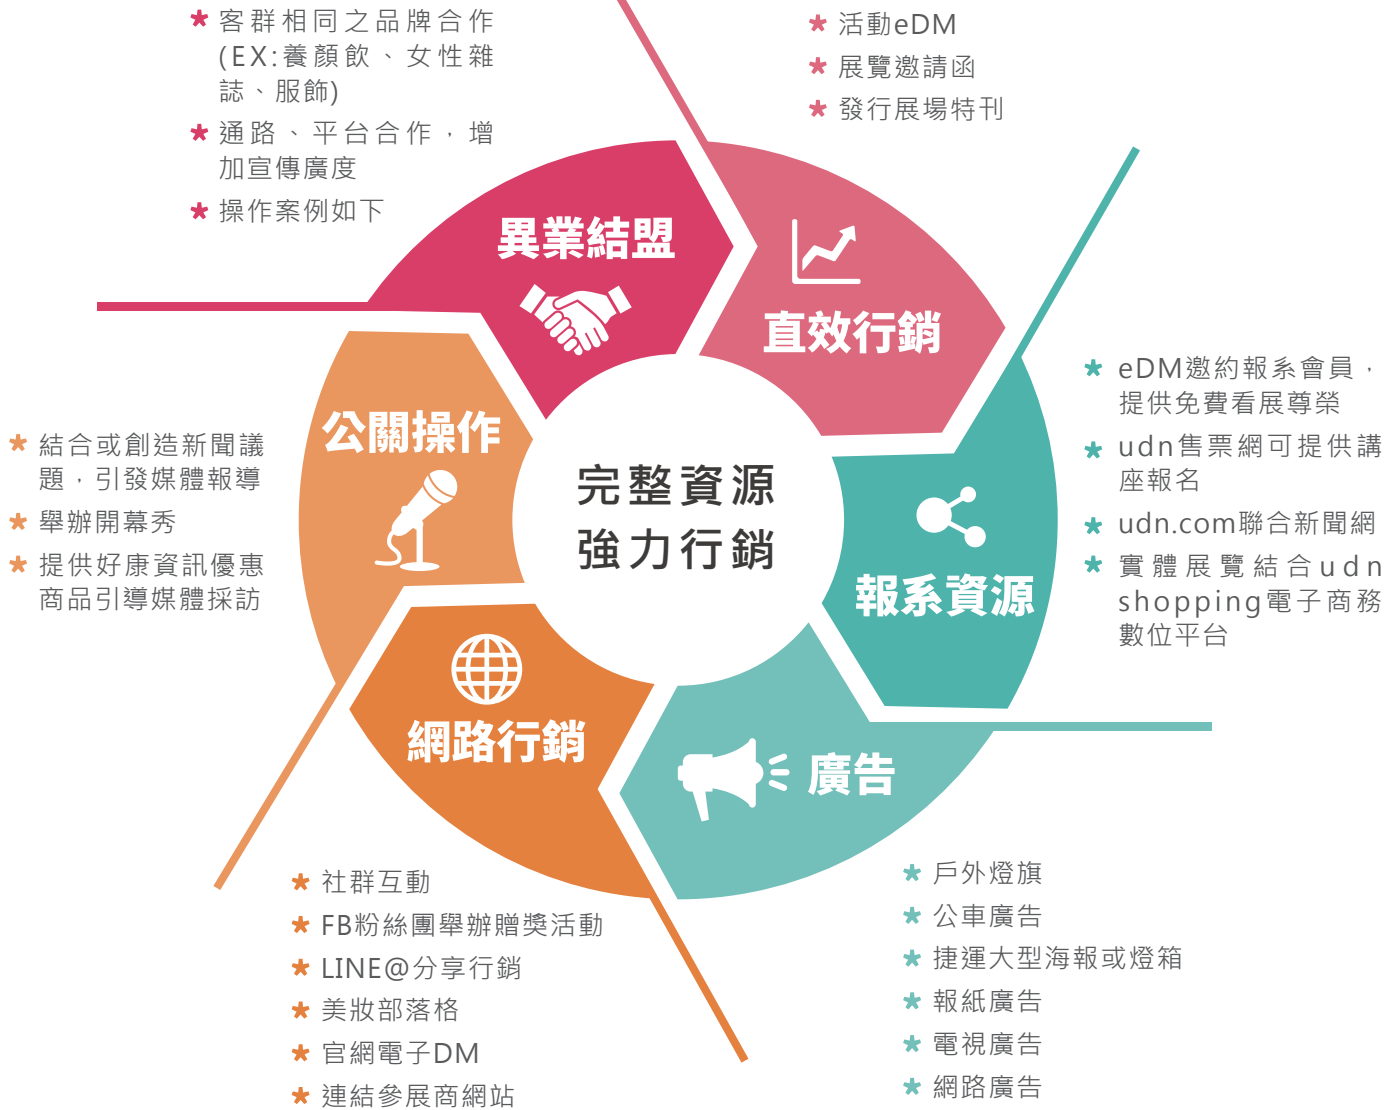 客群相同之品牌合作
(EX:養顏飲、女性雜
誌、服飾)
通路、平台合作，增
加宣傳廣度
操作案例如下
活動eDM
展覽邀請函
發行展場特刊
異業結盟
直效行銷
eDM邀約報系會員，
提供免費看展尊榮
udn售票網可提供講
座報名
udn.com聯合新聞網
實體展覽結合udn
shopping電子商務
數位平台
公關操作
結合或創造新聞議
題，引發媒體報導
舉辦開幕秀
提供好康資訊優惠
商品引導媒體採訪
完整資源
強力行銷
報系資源
網路行銷
廣告
社群互動
FB粉絲團舉辦贈獎活動
LINE@分享行銷
美妝部落格
官網電子DM
連結參展商網站
戶外燈旗
公車廣告
捷運大型海報或燈箱
報紙廣告
電視廣告
網路廣告